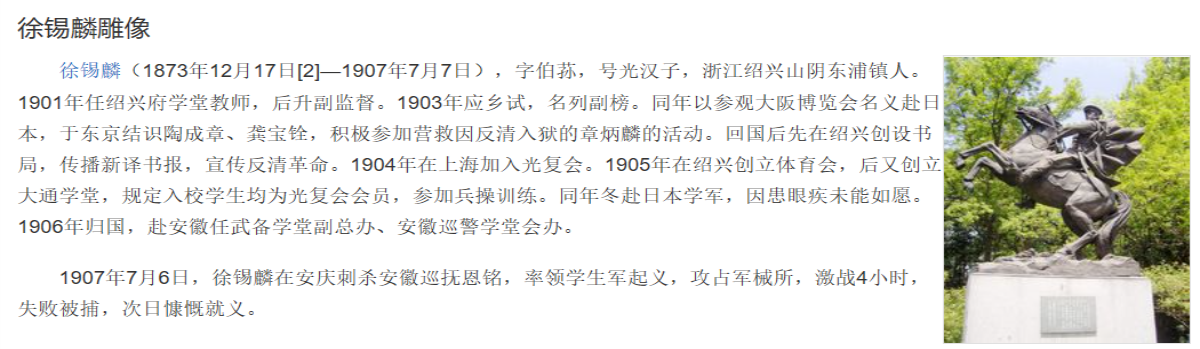 徐锡麟雕像
徐锡麟（1873年12月17日[2]—1907年7月7日），字伯荪，号光汉子，浙江绍兴山阴东浦镇人。
1901年任绍兴府学堂教师，后升副监督。1903年应乡试，名列副榜。同年以参观大阪博览会名义赴日
本，于东京结识陶成章、龚宝铨，积极参加营救因反清入狱的章炳麟的活动。回国后先在绍兴创设书
局，传播新译书报，宣传反清革命。1904年在上海加入光复会。1905年在绍兴创立体育会，后又创立
大通学堂，规定入校学生均为光复会会员，参加兵操训练。同年冬赴日本学军，因患眼疾未能如愿。
1906年归国，赴安徽任武备学堂副总办、安徽巡警学堂会办。
1907年7月6日，徐锡麟在安庆刺杀安徽巡抚恩铭，率领学生军起义，攻占军械所，激战4小时，
失败被捕，次日慷慨就义。